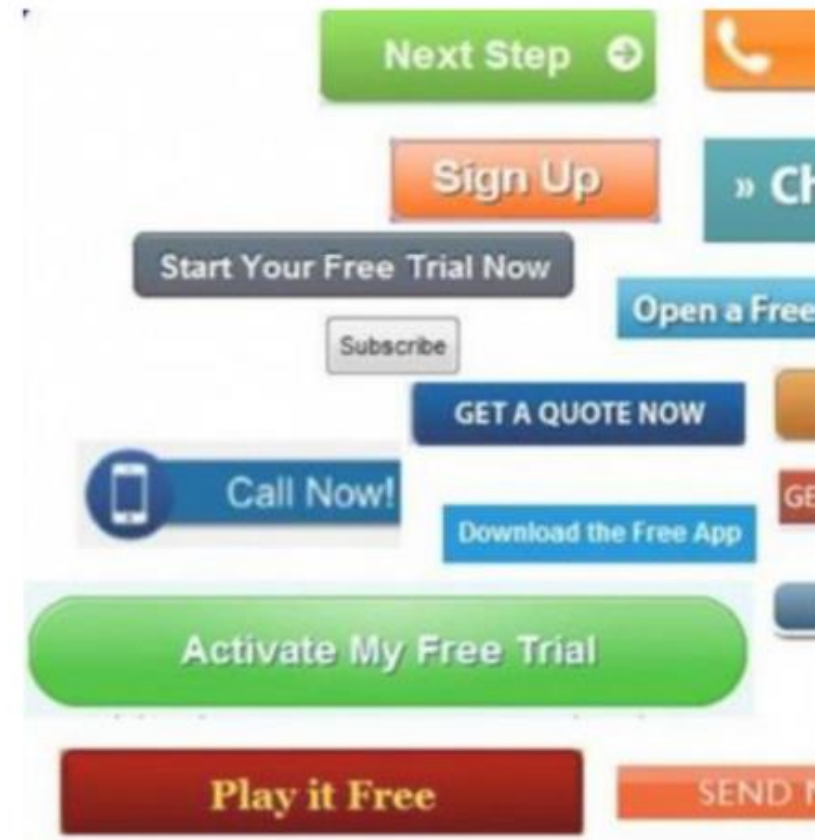 Next Step
Sign Up
» Ch
Start Your Free Trial Now
Open a Free
Subscribe
GET A QUOTE NOW
Call Now!
GE
Download the Free App
Activate My Free Trial
Play it Free
SEND